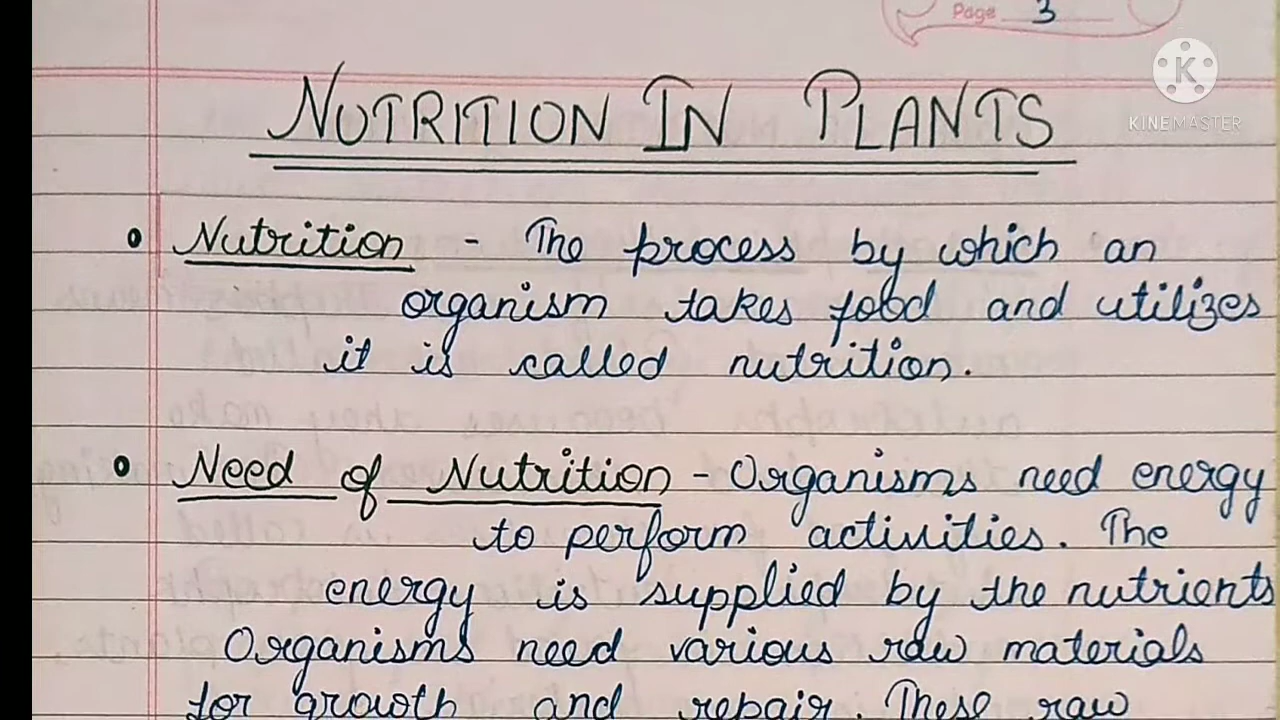 Page 3
K
KINEMASTER
NUTRITION IN PLANTS
Nutrition - The process by which an
organism takes food and utilizes
it is called nutrition.
Need of Nutrition - Organisms need energy
to perform activities. The
energy is supplied by the nutrients
Organisms need various raw materials
for growth and repair. These raw